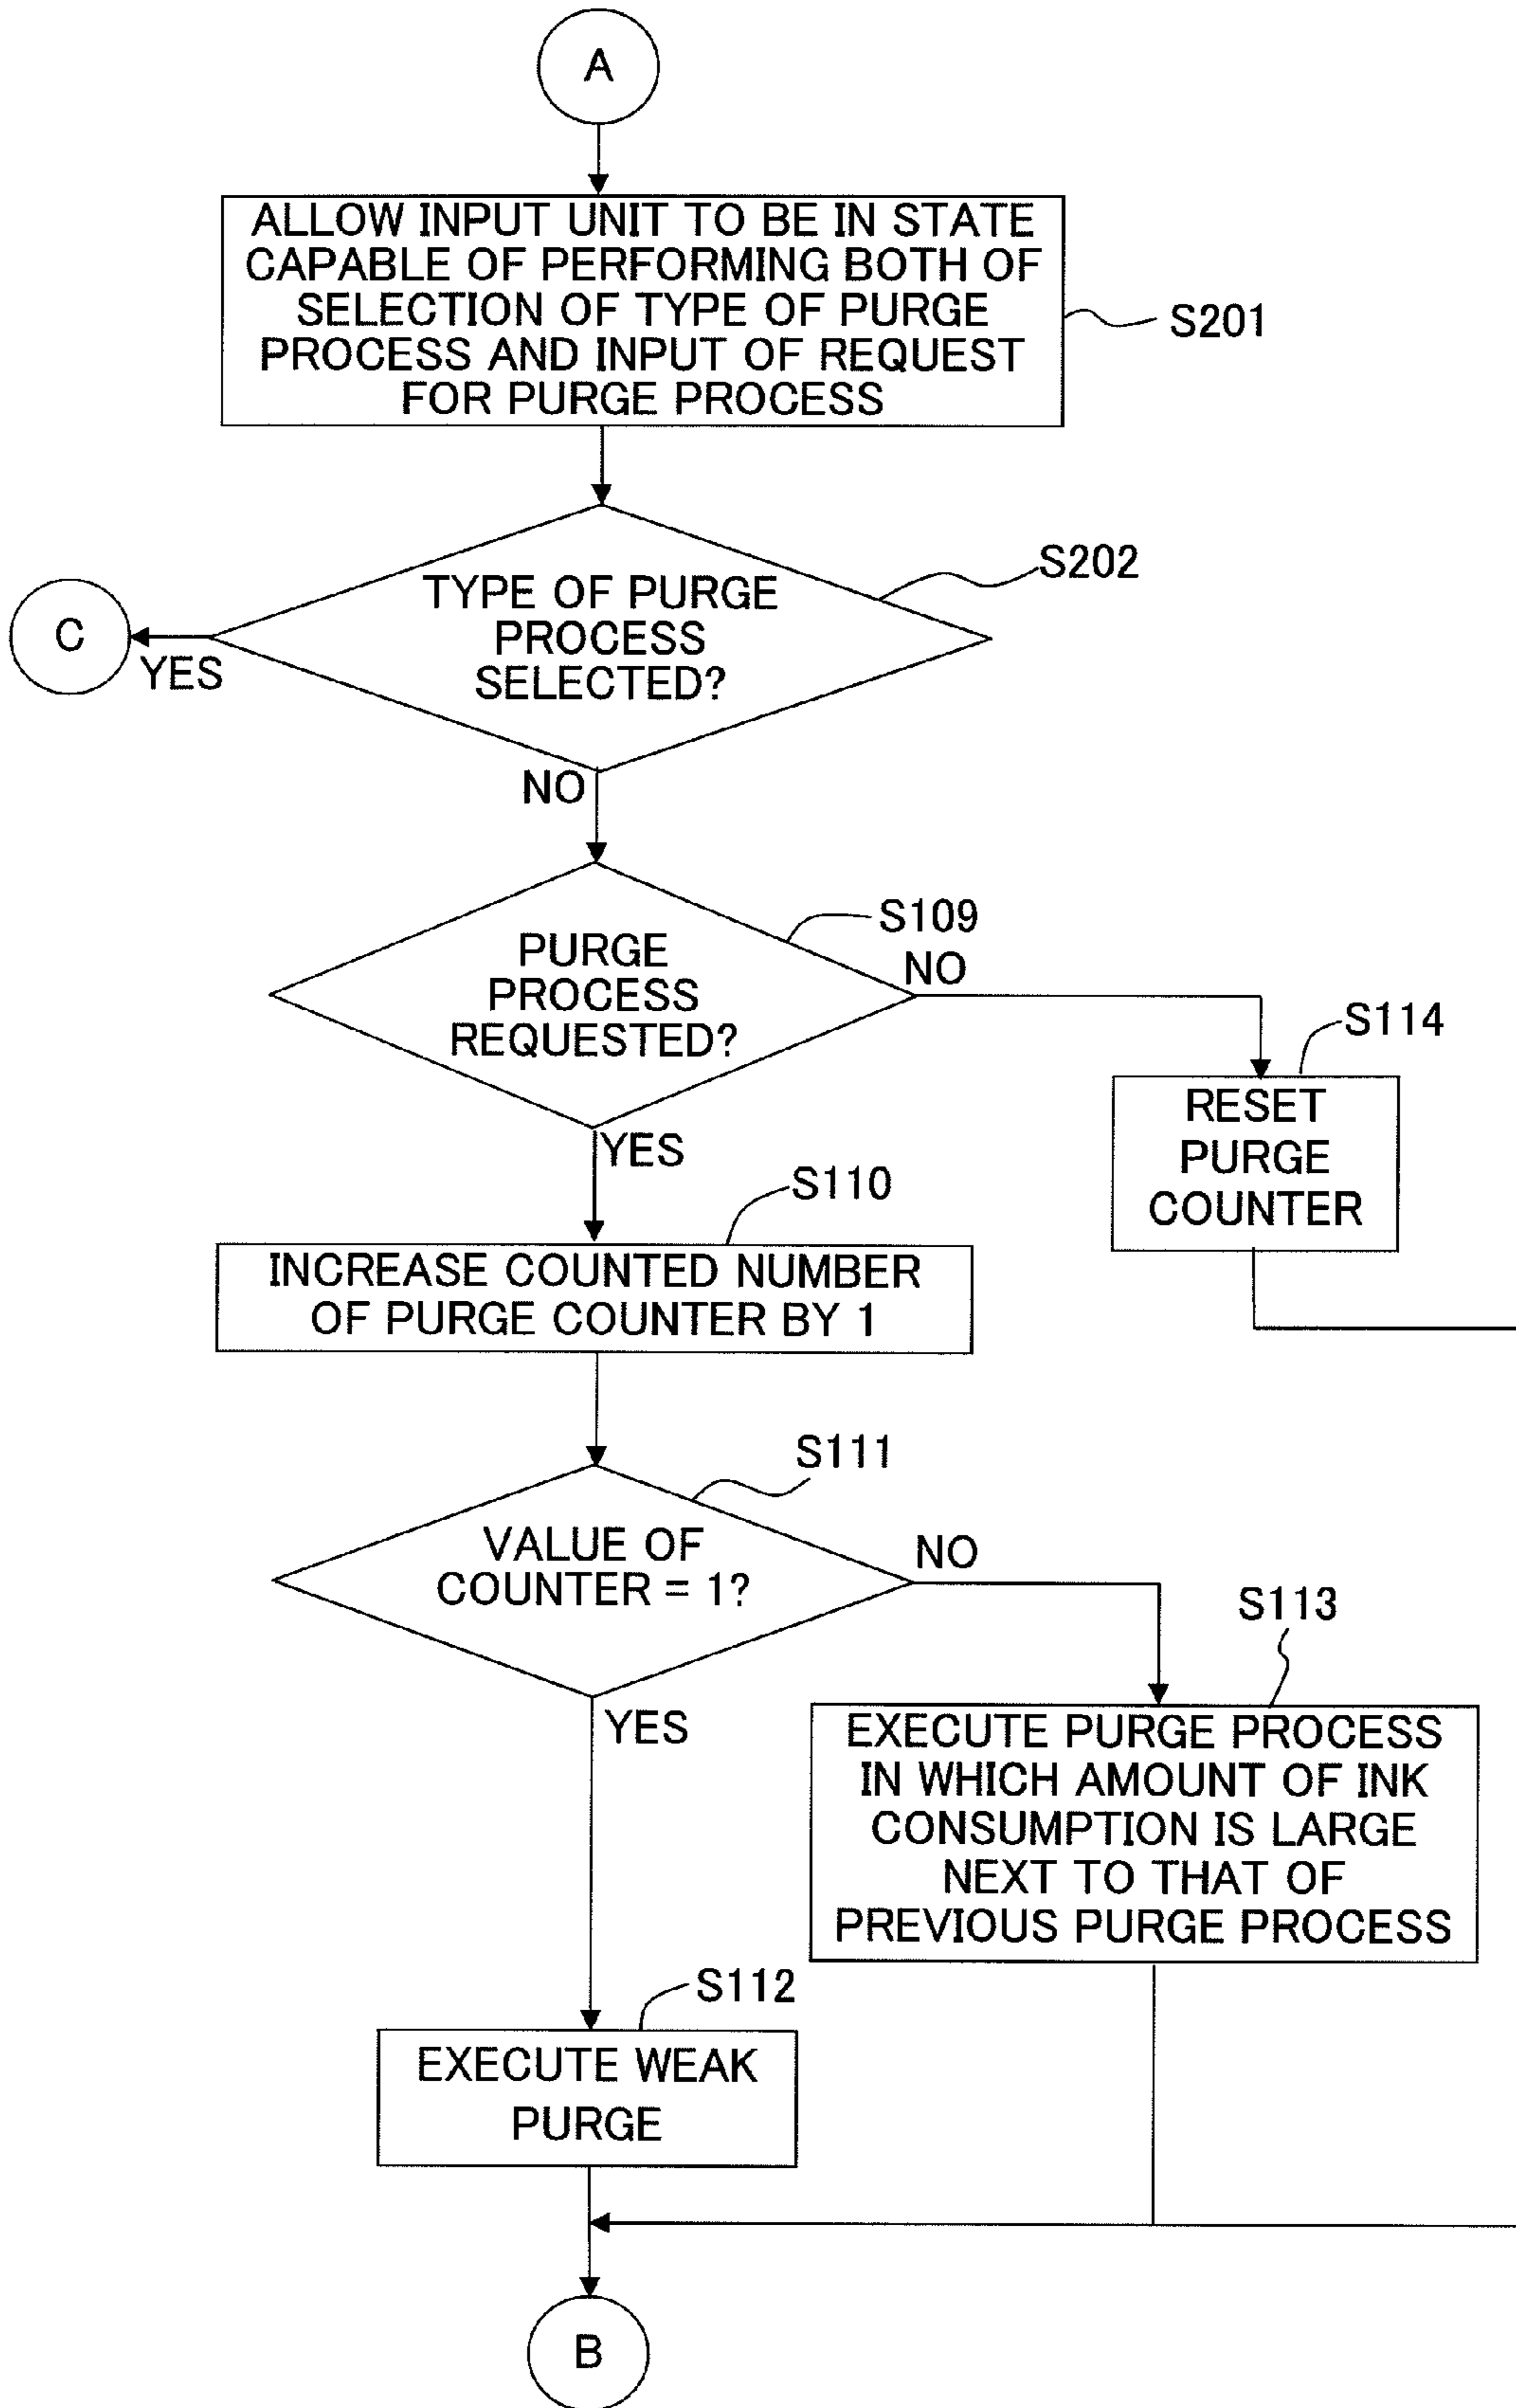 A
ALLOW INPUT UNIT TO BE IN STATE
CAPABLE OF PERFORMING BOTH OF
SELECTION OF TYPE OF PURGE
PROCESS AND INPUT OF REQUEST
FOR PURGE PROCESS
S201
S202
TYPE OF PURGE
PROCESS
SELECTED?
C
YES
NO
S109
PURGE
PROCESS
REQUESTED?
NO
S114
RESET
PURGE
COUNTER
YES
S110
INCREASE COUNTED NUMBER
OF PURGE COUNTER BY 1
S111
VALUE OF
COUNTER = 1?
NO
S113
EXECUTE PURGE PROCESS
IN WHICH AMOUNT OF INK
CONSUMPTION IS LARGE
NEXT TO THAT OF
PREVIOUS PURGE PROCESS
YES
S112
EXECUTE WEAK
PURGE
B